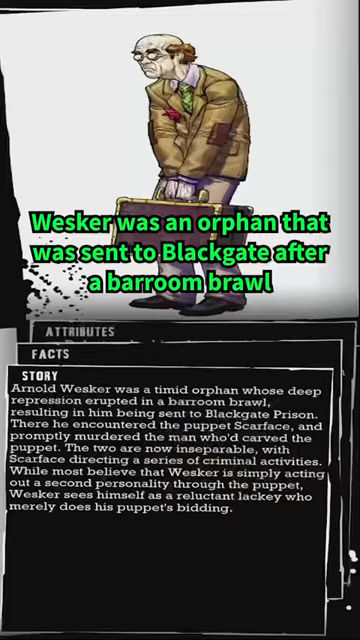 Wesker was an orphan that
was sent to Blackgate after
a barroom brawl
ATTRIBUTES
FACTS
STORY
Arnold Wesker was a timid orphan whose deep
repression erupted in a barroom brawl,
resulting in him being sent to Blackgate Prison.
There he encountered the puppet Scarface, and
promptly murdered the man who'd carved the
puppet. The two are now inseparable, with
Scarface directing a series of criminal activities.
While most believe that Wesker is simply acting
out a second personality through the puppet,
Wesker sees himself as a reluctant lackey who
merely does his puppet's bidding.